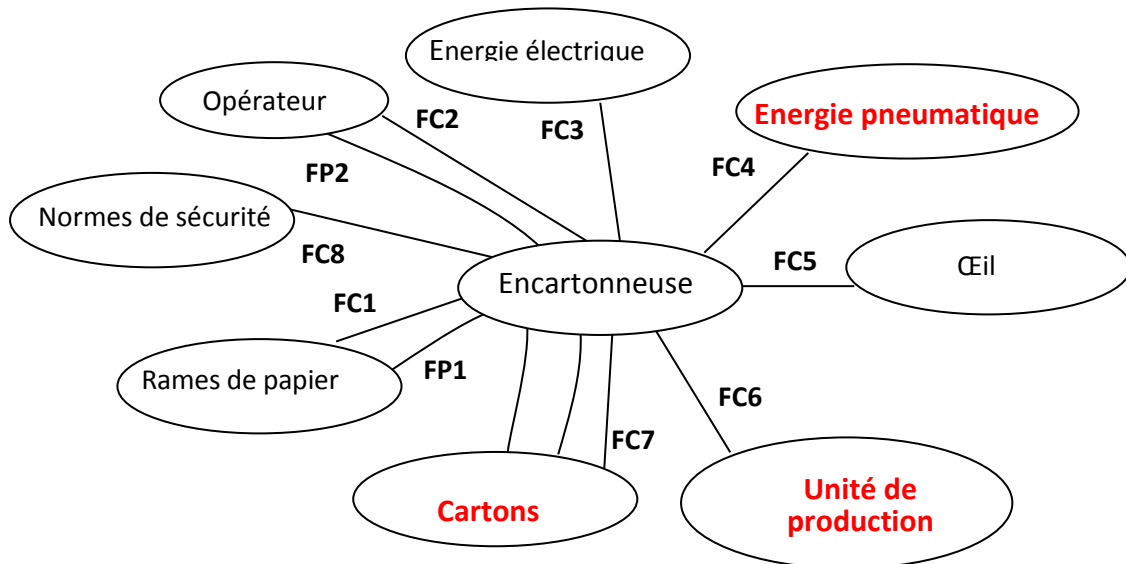 Energie électrique
Opérateur
FC2
FC3
Energie pneumatique
FC4
FP2
Normes de sécurité
FC8
FC5
Œil
Encartonneuse
FC1
FP1
Rames de papier
FC6
FC7
Cartons
Unité de
production